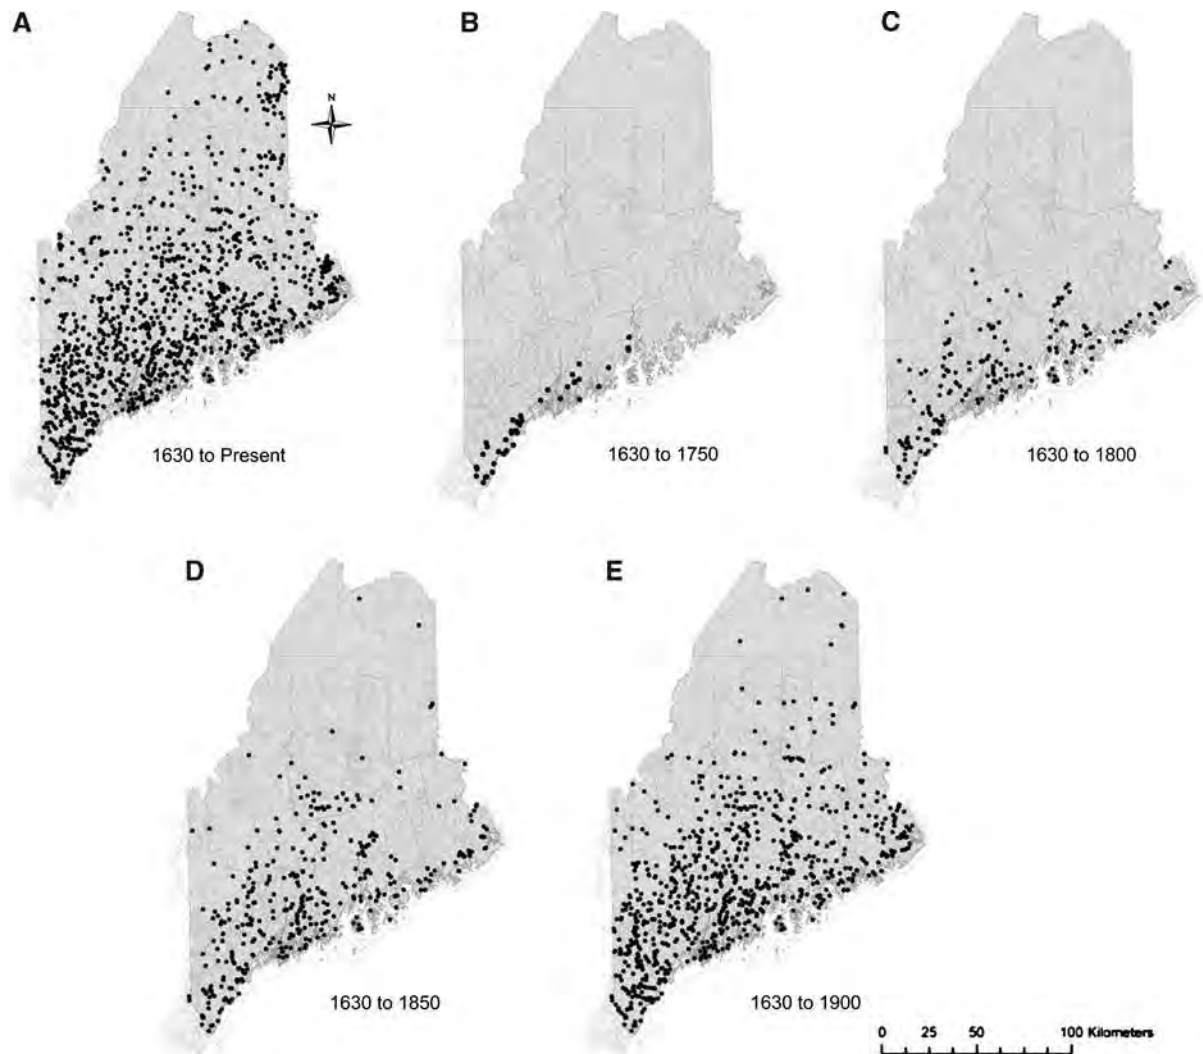 A
B
C
N
1630 to Present
1630 to 1750
1630 to 1800
D
E
1630 to 1850
1630 to 1900
0 25 50 100 Kilometers